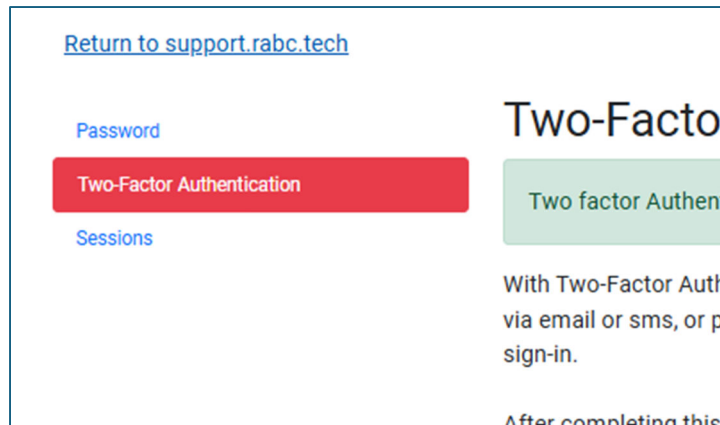 Return to support.rabc.tech
Password
Two-Factor Authentication
Sessions
Two-Facto
Two factor Authen
With Two-Factor Auth
via email or sms, or p
sign-in.
After completing this